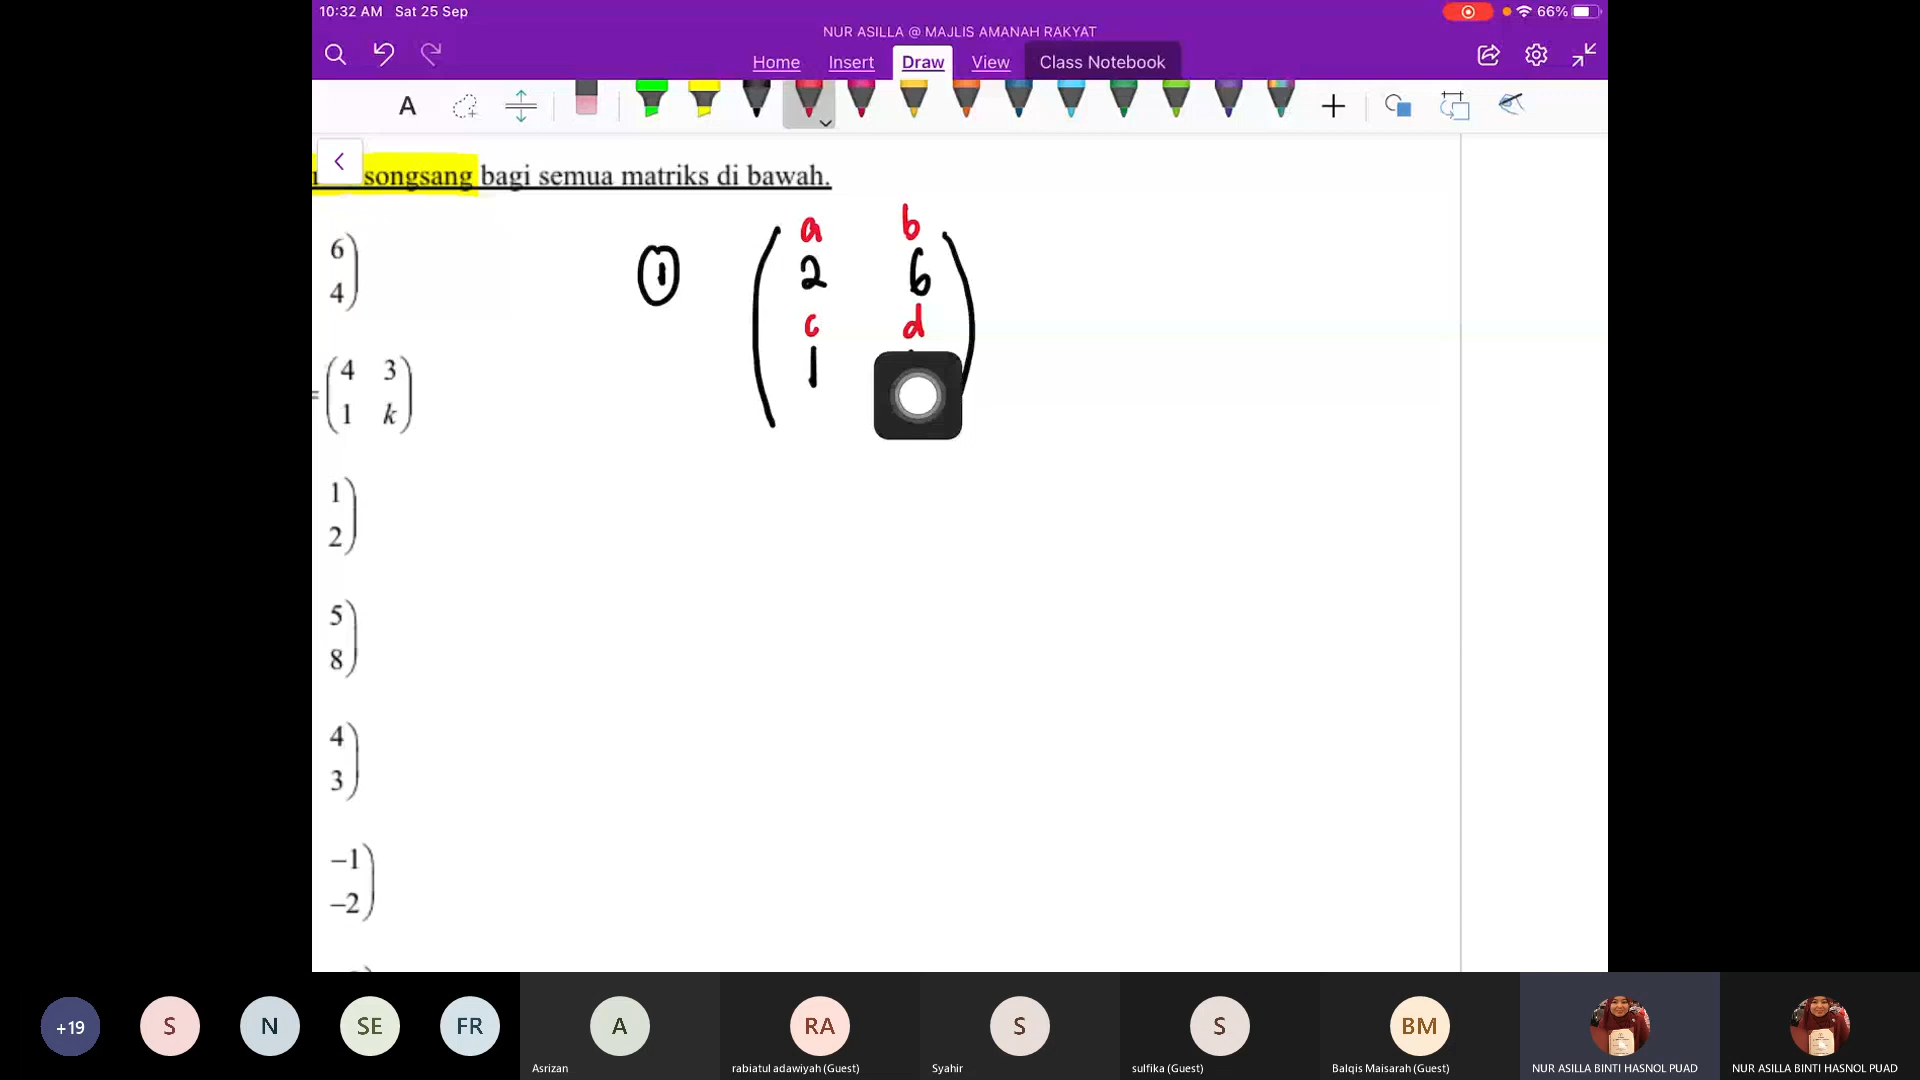 10:32 AM Sat 25 Sep
66%
NUR ASILLA @ MAJLIS AMANAH RAKYAT
Home Insert Draw View Class Notebook
A
songsang bagi semua matriks di bawah.
6
4
= 4 3
1 k
1
2
5
8
4
3
-1
-2
① a b
2 6
c d
1
+19 S N SE FR A RA S S BM
Asrizan rabiatul adawiyah (Guest) Syahir sulfika (Guest) Balqis Maisarah (Guest) NUR ASILLA BINTI HASNOL PUAD NUR ASILLA BINTI HASNOL PUAD